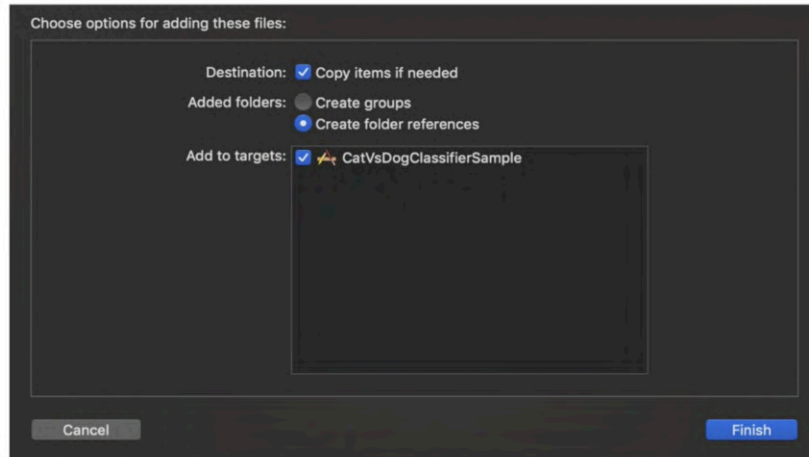 Choose options for adding these files:
Destination: Copy items if needed
Added folders: Create groups
Create folder references
Add to targets: CatVsDogClassifierSample
Cancel Finish